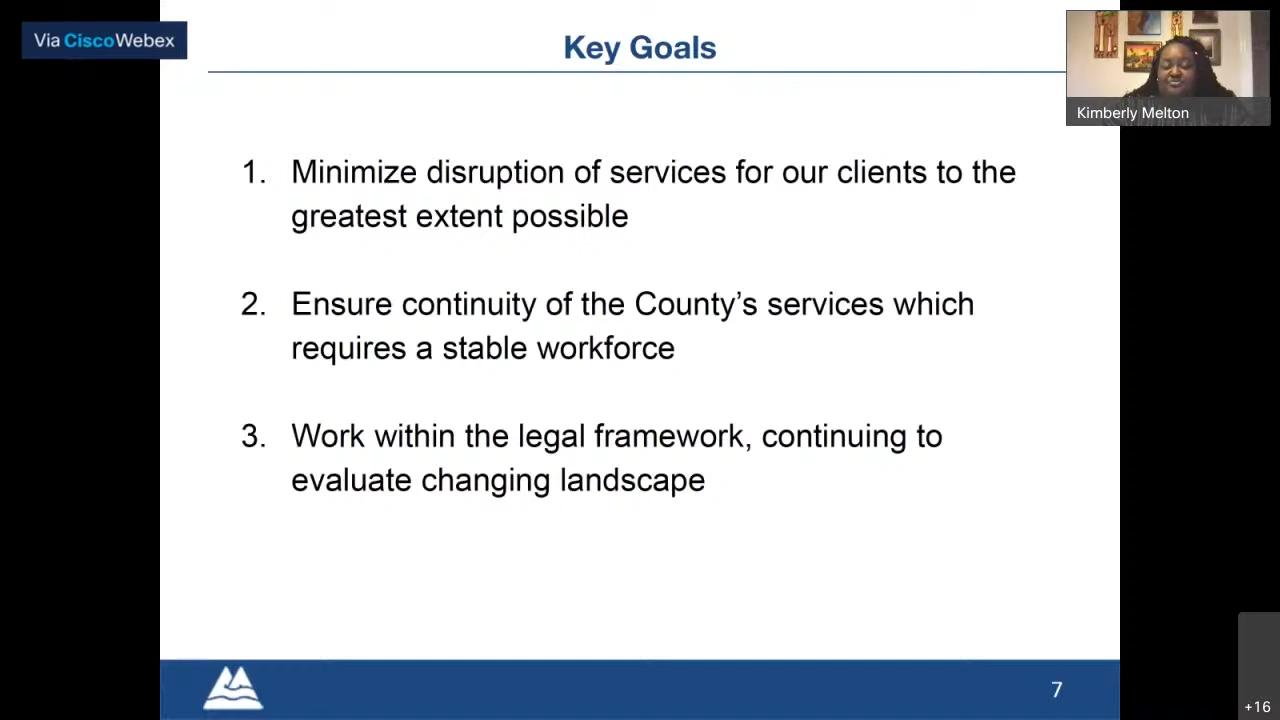 Via Cisco Webex
Key Goals
Kimberly Melton
1. Minimize disruption of services for our clients to the
greatest extent possible
2. Ensure continuity of the County’s services which
requires a stable workforce
3. Work within the legal framework, continuing to
evaluate changing landscape
7
+16